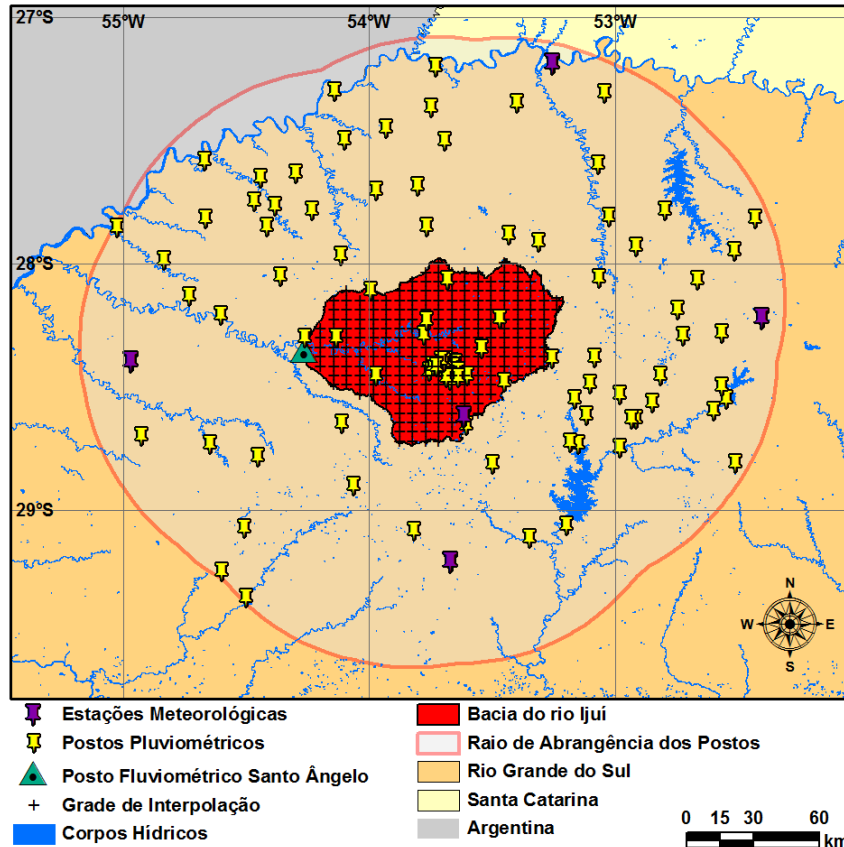 27°S
55°W
54°W
53°W
28°S
29°S
N
W
E
S
Estações Meteorológicas
Postos Pluviométricos
Posto Fluviométrico Santo Ângelo
Grade de Interpolação
Corpos Hídricos
Bacia do rio Ijuí
Raio de Abrangência dos Postos
Rio Grande do Sul
Santa Catarina
Argentina
0 15 30 60
km